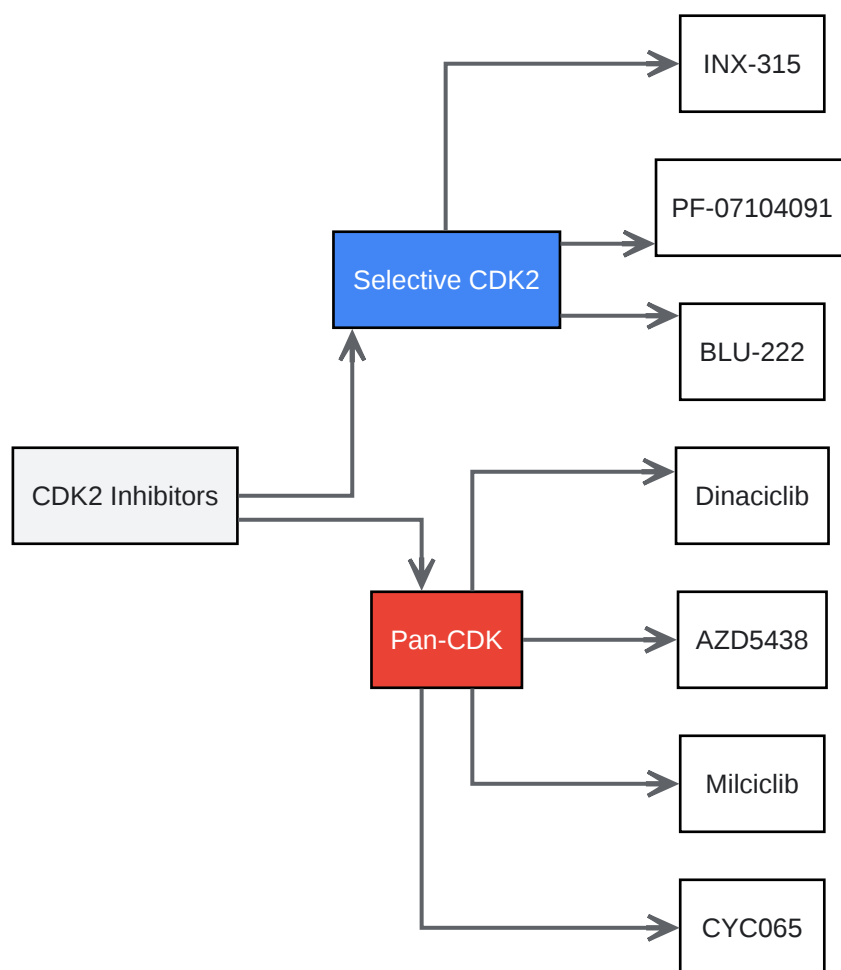 INX-315
PF-07104091
Selective CDK2
BLU-222
CDK2 Inhibitors
Dinaciclib
Pan-CDK
AZD5438
Milciclib
CYC065